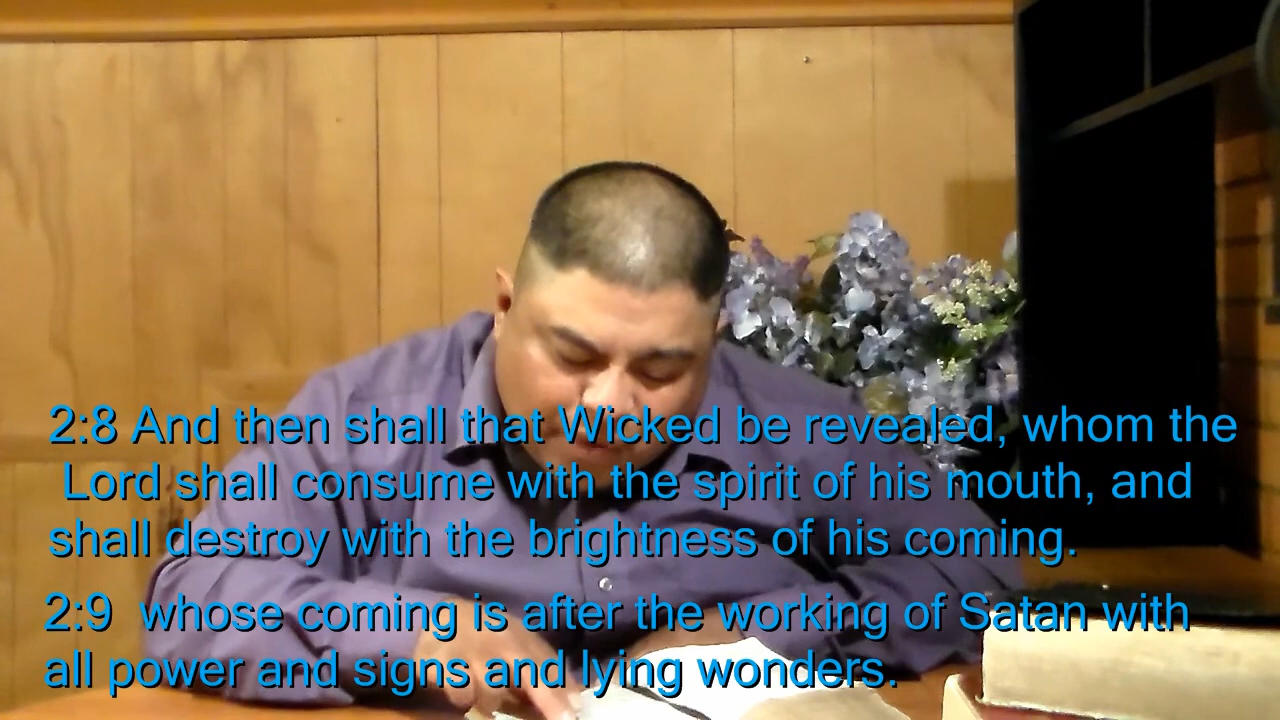 2:8 And then shall that Wicked be revealed, whom the
Lord shall consume with the spirit of his mouth, and
shall destroy with the brightness of his coming.
2:9 whose coming is after the working of Satan with
all power and signs and lying wonders.